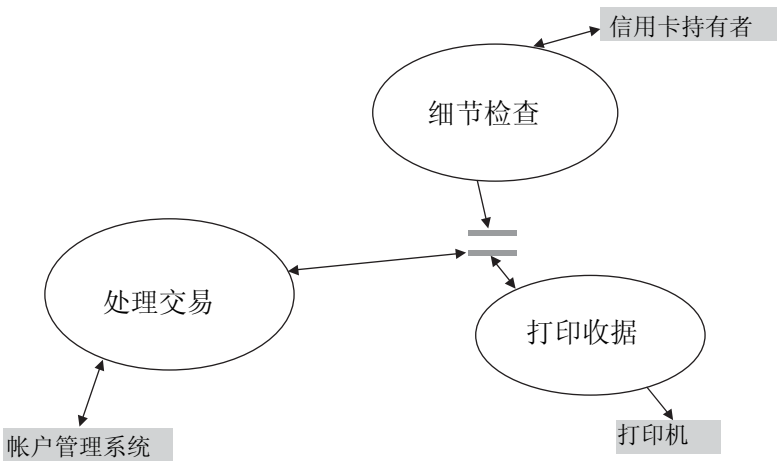 信用卡持有者
细节检查
处理交易
打印收据
打印机
帐户管理系统